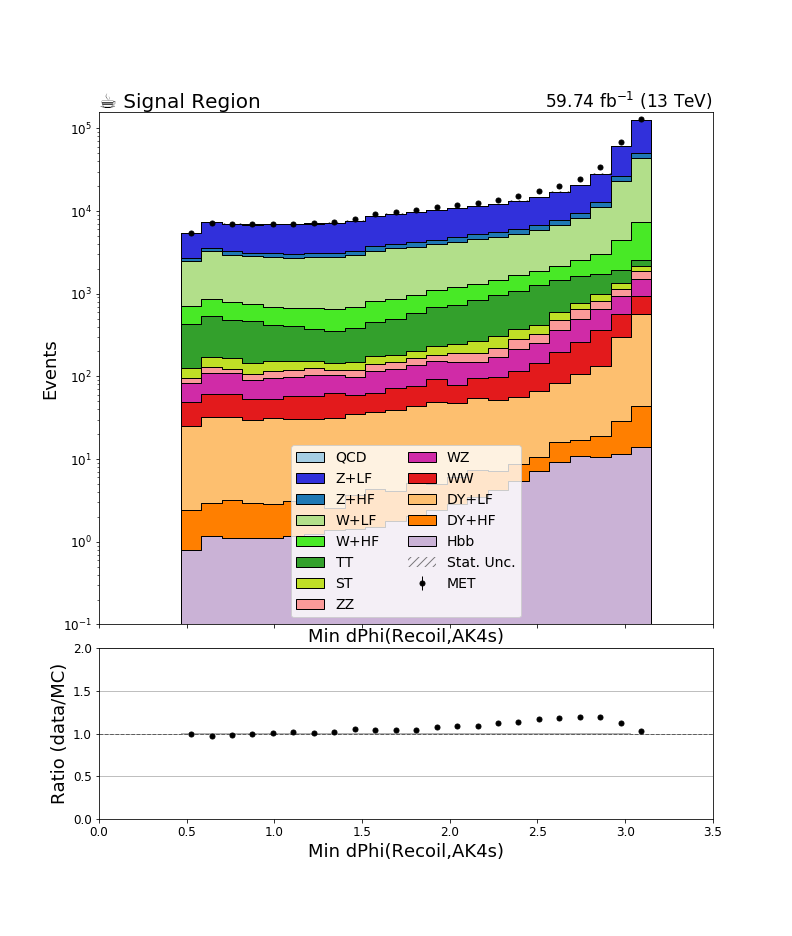 ☕ Signal Region
59.74 fb⁻¹ (13 TeV)
10⁵
10⁴
10³
10²
10¹
10⁰
10⁻¹
Events
QCD
Z+LF
Z+HF
W+LF
W+HF
TT
ST
ZZ
WZ
WW
DY+LF
DY+HF
Hbb
Stat. Unc.
MET
Min dPhi(Recoil,AK4s)
2.0
1.5
1.0
0.5
0.0
Ratio (data/MC)
0.0 0.5 1.0 1.5 2.0 2.5 3.0 3.5
Min dPhi(Recoil,AK4s)